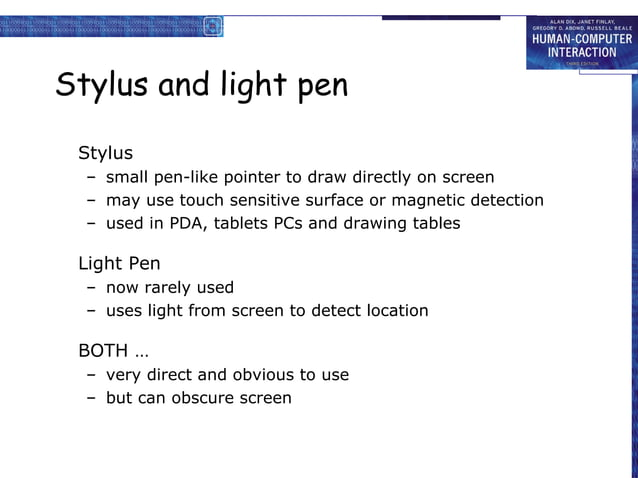 ALAN DIX, JANET FINLAY,
GREGORY D. ABOWD, RUSSELL BEALE
HUMAN-COMPUTER
INTERACTION
THIRD EDITION
Stylus and light pen
Stylus
– small pen-like pointer to draw directly on screen
– may use touch sensitive surface or magnetic detection
– used in PDA, tablets PCs and drawing tables
Light Pen
– now rarely used
– uses light from screen to detect location
BOTH …
– very direct and obvious to use
– but can obscure screen